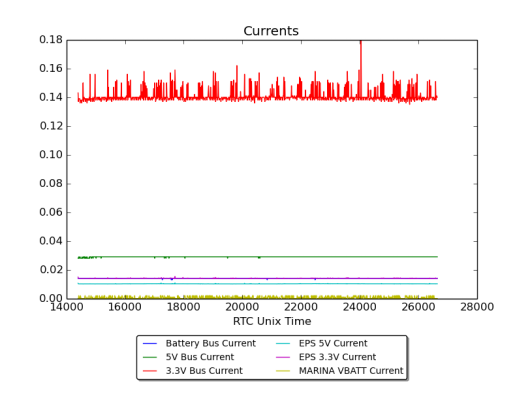 Currents
0.18
0.16
0.14
0.12
0.10
0.08
0.06
0.04
0.02
0.00
14000 16000 18000 20000 22000 24000 26000 28000
RTC Unix Time
Battery Bus Current EPS 5V Current
5V Bus Current EPS 3.3V Current
3.3V Bus Current MARINA VBATT Current